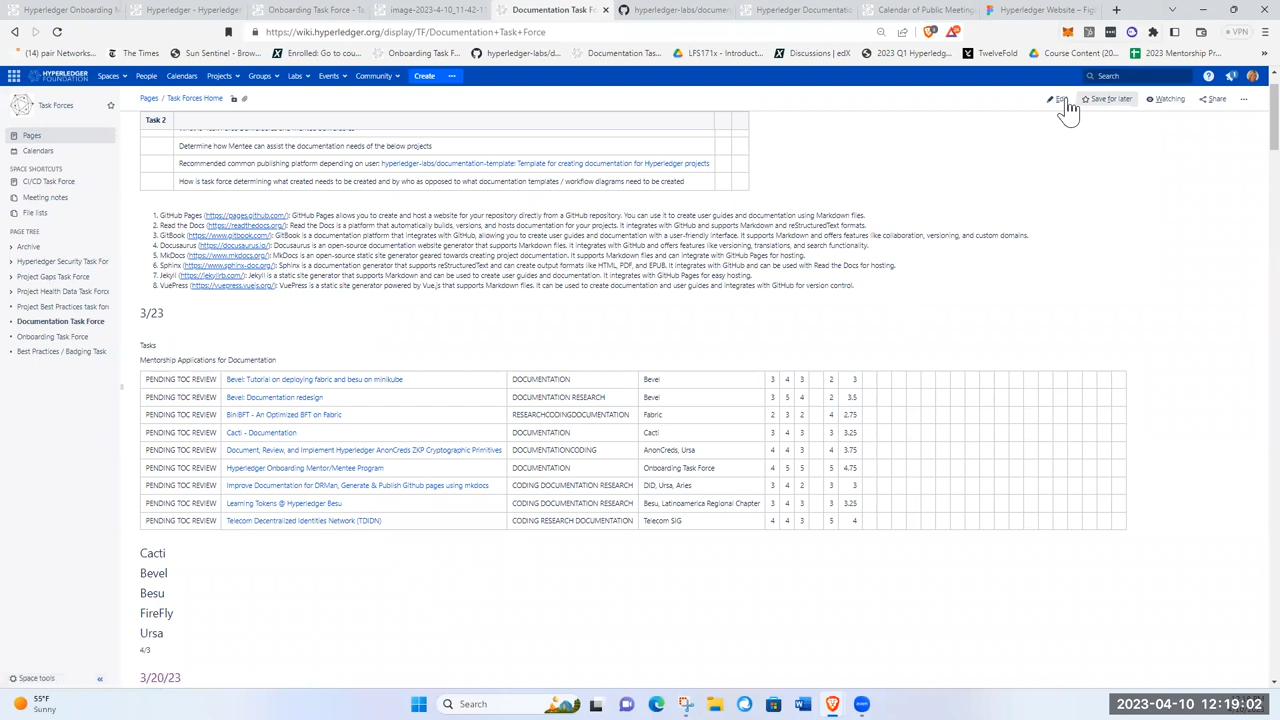 Hyperledger Onboarding M
Hyperledger - Hyperledger
Onboarding Task Force - Ta
image-2023-4-10_11-42-11
Documentation Task Fo
hyperledger-labs/documen
Hyperledger Documentatio
Calendar of Public Meeting
Hyperledger Website – Fig
https://wiki.hyperledger.org/display/TF/Documentation+Task+Force
VPN
(14) pair Networks...
The Times
Sun Sentinel - Brow...
Enrolled: Go to cou...
Onboarding Task F...
hyperledger-labs/d...
Documentation Tas...
LFS171x - Introduct...
Discussions | edX
2023 Q1 Hyperledg...
TwelveFold
Course Content (20...
2023 Mentorship Pr...
HYPERLEDGER FOUNDATION
Spaces
People
Calendars
Projects
Groups
Labs
Events
Community
Create
Search
Task Forces
Pages / Task Forces Home
Edit
Save for later
Watching
Share
Pages
Calendars
SPACE SHORTCUTS
CI/CD Task Force
Meeting notes
File lists
PAGE TREE
Archive
Hyperledger Security Task For
Project Gaps Task Force
Project Health Data Task Force
Project Best Practices task forc
Documentation Task Force
Onboarding Task Force
Best Practices / Badging Task
Space tools
Task 2
Determine how Mentee can assist the documentation needs of the below projects
Recommended common publishing platform depending on user: hyperledger-labs/documentation-template: Template for creating documentation for Hyperledger projects
How is task force determining what created needs to be created and by who as opposed to what documentation templates / workflow diagrams need to be created
1. GitHub Pages (https://pages.github.com/): GitHub Pages allows you to create and host a website for your repository directly from a GitHub repository. You can use it to create user guides and documentation using Markdown files.
2. Read the Docs (https://readthedocs.org/): Read the Docs is a platform that automatically builds, versions, and hosts documentation for your projects. It integrates with GitHub and supports Markdown and reStructuredText formats.
3. GitBook (https://www.gitbook.com/): GitBook is a documentation platform that integrates with GitHub, allowing you to create user guides and documentation with a user-friendly interface. It supports Markdown and offers features like collaboration, versioning, and custom domains.
4. Docusaurus (https://docusaurus.io/): Docusaurus is an open-source documentation website generator that supports Markdown files. It integrates with GitHub and offers features like versioning, translations, and search functionality.
5. MkDocs (https://www.mkdocs.org/): MkDocs is an open-source static site generator geared towards creating project documentation. It supports Markdown files and can integrate with GitHub Pages for hosting.
6. Sphinx (https://www.sphinx-doc.org/): Sphinx is a documentation generator that supports reStructuredText and can create output formats like HTML, PDF, and EPUB. It integrates with GitHub and can be used with Read the Docs for hosting.
7. Jekyll (https://jekyllrb.com/): Jekyll is a static site generator that supports Markdown and can be used to create user guides and documentation. It integrates with GitHub Pages for easy hosting.
8. VuePress (https://vuepress.vuejs.org/): VuePress is a static site generator powered by Vue.js that supports Markdown files. It can be used to create documentation and user guides and integrates with GitHub for version control.
3/23
Tasks
Mentorship Applications for Documentation
PENDING TOC REVIEW Bevel: Tutorial on deploying fabric and besu on minikube DOCUMENTATION Bevel 3 4 3 2 3
PENDING TOC REVIEW Bevel: Documentation redesign DOCUMENTATION RESEARCH Bevel 3 5 4 2 3.5
PENDING TOC REVIEW BiniBFT - An Optimized BFT on Fabric RESEARCHCODINGDOCUMENTATION Fabric 2 3 2 4 2.75
PENDING TOC REVIEW Cacti - Documentation DOCUMENTATION Cacti 3 4 3 3 3.25
PENDING TOC REVIEW Document, Review, and Implement Hyperledger AnonCreds ZKP Cryptographic Primitives DOCUMENTATIONCODING AnonCreds, Ursa 4 4 3 4 3.75
PENDING TOC REVIEW Hyperledger Onboarding Mentor/Mentee Program DOCUMENTATION Onboarding Task Force 4 5 5 5 4.75
PENDING TOC REVIEW Improve Documentation for DRMan, Generate & Publish Github pages using mkdocs CODING DOCUMENTATION RESEARCH DID, Ursa, Aries 3 4 2 3 3
PENDING TOC REVIEW Learning Tokens @ Hyperledger Besu CODING DOCUMENTATION RESEARCH Besu, Latinoamerica Regional Chapter 3 4 3 3 3.25
PENDING TOC REVIEW Telecom Decentralized Identities Network (TDIDN) CODING RESEARCH DOCUMENTATION Telecom SIG 4 4 3 5 4
Cacti
Bevel
Besu
FireFly
Ursa
4/3
3/20/23
55°F
Sunny
Search
2023-04-10 12:19:02